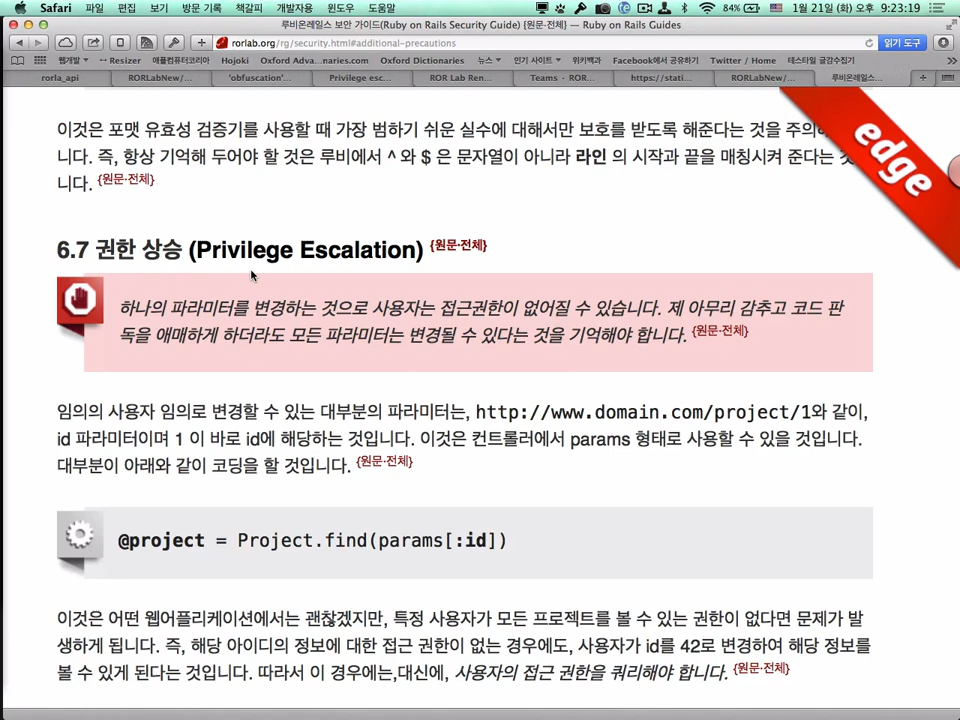 Safari 파일 편집 보기 방문 기록 책갈피 개발자용 윈도우 도움말 84% 1월 21일 (화) 오후 9:23:19
루비온레일스 보안 가이드(Ruby on Rails Security Guide) {원문-전체} — Ruby on Rails Guides
rorlab.org/rg/security.html#additional-precautions 읽기 도구
웹개발 -- Resizer 애플컴퓨터코리아 Hojoki Oxford Adva...naries.com Oxford Dictionaries 뉴스 인기 사이트 위키백과 Facebook에서 공유하기 Twitter / Home 테스타일 글감수집기
rorla_api RORLabNew/... 'obfuscation'... Privilege esc... ROR Lab Ren... Teams · ROR... https://stati... RORLabNew/... 루비온레일스...
edge
이것은 포맷 유효성 검증기를 사용할 때 가장 범하기 쉬운 실수에 대해서만 보호를 받도록 해준다는 것을 주의
니다. 즉, 항상 기억해 두어야 할 것은 루비에서 ^ 와 $ 은 문자열이 아니라 라인 의 시작과 끝을 매칭시켜 준다는 것
니다. {원문·전체}
6.7 권한 상승 (Privilege Escalation) {원문·전체}
하나의 파라미터를 변경하는 것으로 사용자는 접근권한이 없어질 수 있습니다. 제 아무리 감추고 코드 판
독을 애매하게 하더라도 모든 파라미터는 변경될 수 있다는 것을 기억해야 합니다. {원문·전체}
임의의 사용자 임의로 변경할 수 있는 대부분의 파라미터는, http://www.domain.com/project/1와 같이,
id 파라미터이며 1 이 바로 id에 해당하는 것입니다. 이것은 컨트롤러에서 params 형태로 사용할 수 있을 것입니다.
대부분이 아래와 같이 코딩을 할 것입니다. {원문·전체}
@project = Project.find(params[:id])
이것은 어떤 웹어플리케이션에서는 괜찮겠지만, 특정 사용자가 모든 프로젝트를 볼 수 있는 권한이 없다면 문제가 발
생하게 됩니다. 즉, 해당 아이디의 정보에 대한 접근 권한이 없는 경우에도, 사용자가 id를 42로 변경하여 해당 정보를
볼 수 있게 된다는 것입니다. 따라서 이 경우에는,대신에, 사용자의 접근 권한을 쿼리해야 합니다. {원문·전체}